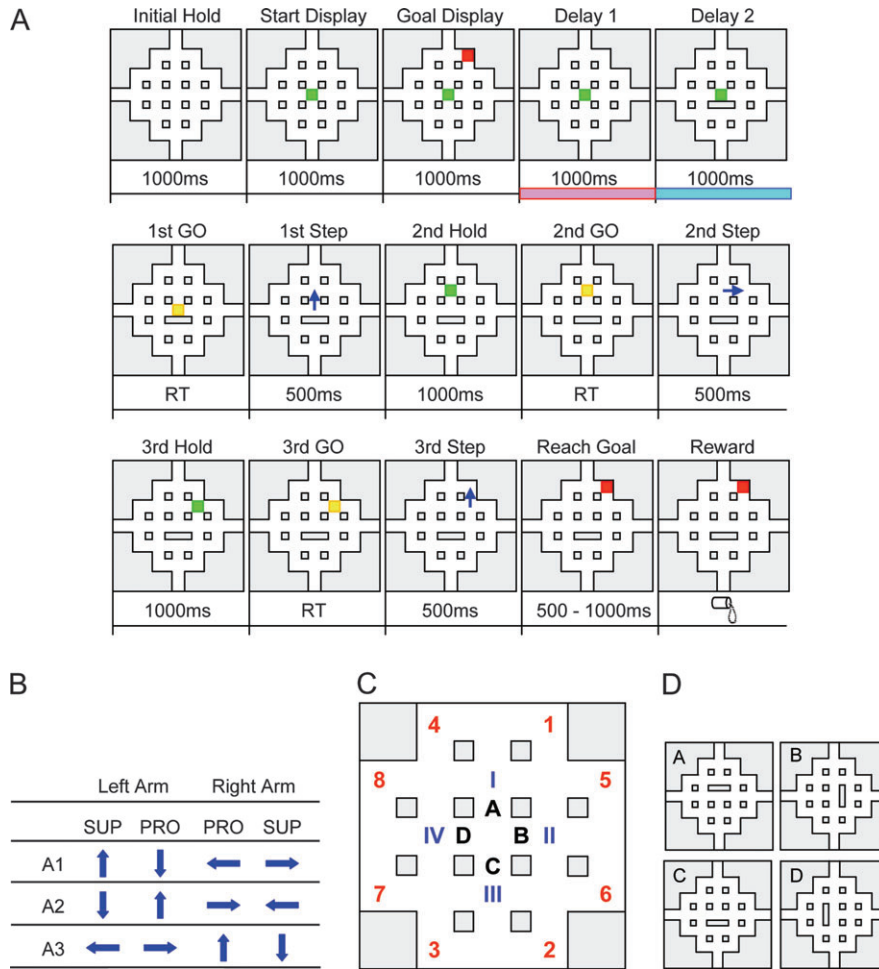 A
Initial Hold Start Display Goal Display Delay 1 Delay 2
1000ms 1000ms 1000ms 1000ms 1000ms
1st GO 1st Step 2nd Hold 2nd GO 2nd Step
RT 500ms 1000ms RT 500ms
3rd Hold 3rd GO 3rd Step Reach Goal Reward
1000ms RT 500ms 500 - 1000ms
B
Left Arm Right Arm
SUP PRO PRO SUP
A1
A2
A3
C
4 1
8 I 5
A
IV D B II
C
7 III 6
3 2
D
A B
C D